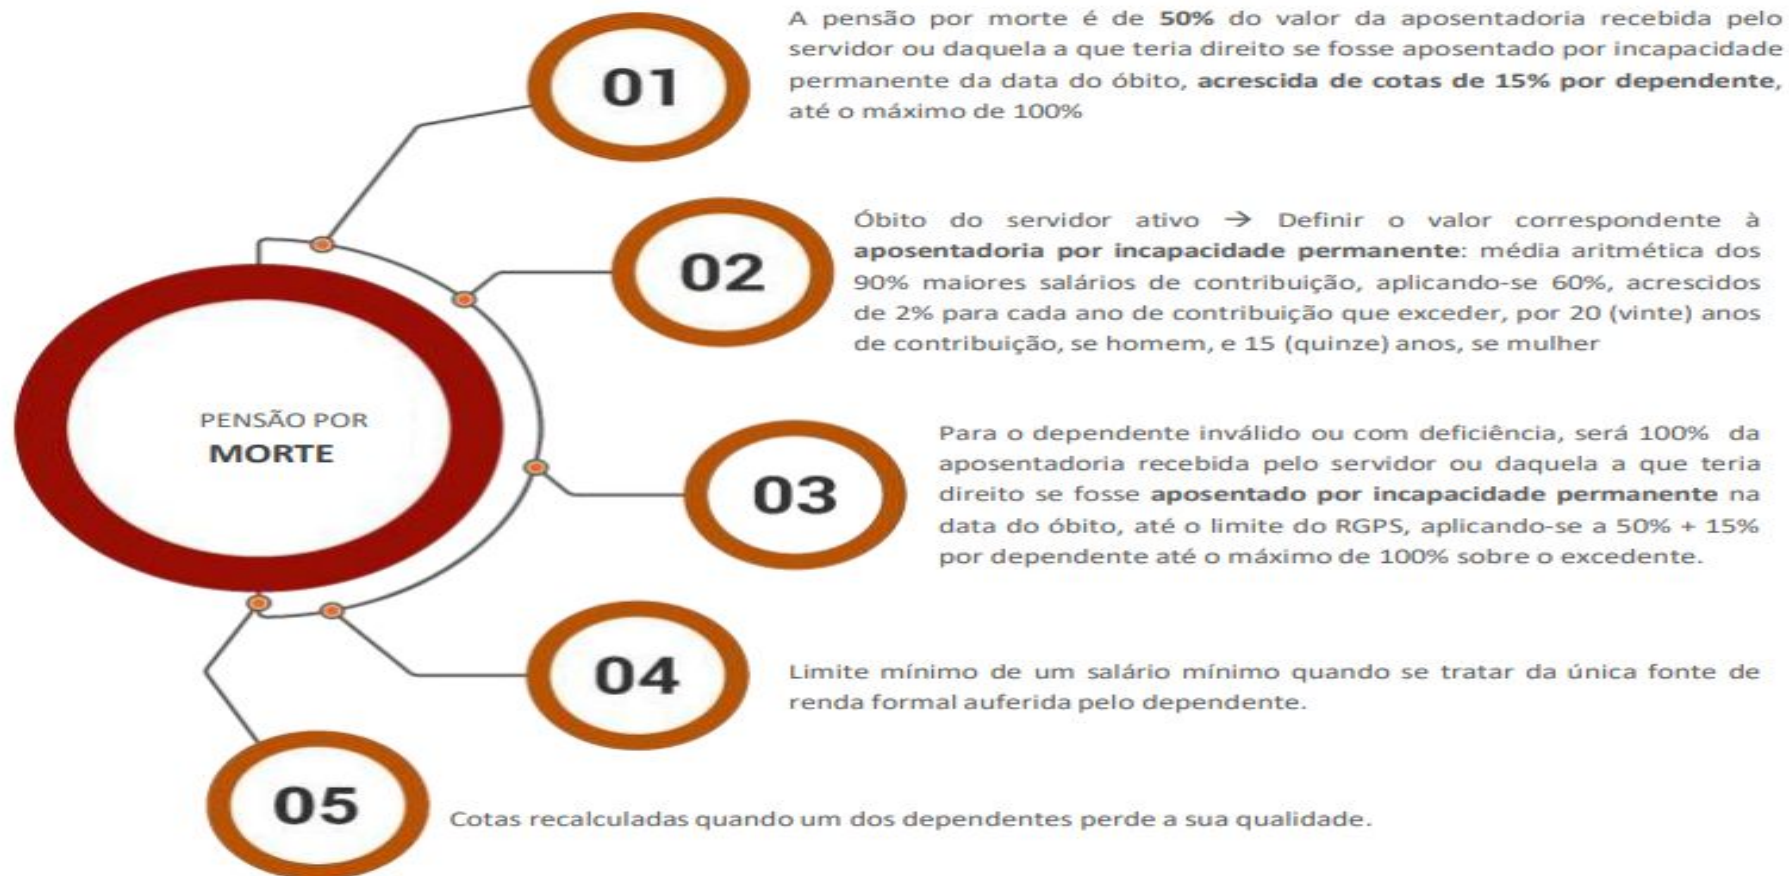 01
A pensão por morte é de 50% do valor da aposentadoria recebida pelo
servidor ou daquela a que teria direito se fosse aposentado por incapacidade
permanente da data do óbito, acrescida de cotas de 15% por dependente,
até o máximo de 100%
02
Óbito do servidor ativo → Definir o valor correspondente à
aposentadoria por incapacidade permanente: média aritmética dos
90% maiores salários de contribuição, aplicando-se 60%, acrescidos
de 2% para cada ano de contribuição que exceder, por 20 (vinte) anos
de contribuição, se homem, e 15 (quinze) anos, se mulher
PENSÃO POR
MORTE
03
Para o dependente inválido ou com deficiência, será 100% da
aposentadoria recebida pelo servidor ou daquela a que teria
direito se fosse aposentado por incapacidade permanente na
data do óbito, até o limite do RGPS, aplicando-se a 50% + 15%
por dependente até o máximo de 100% sobre o excedente.
04
Limite mínimo de um salário mínimo quando se tratar da única fonte de
renda formal auferida pelo dependente.
05
Cotas recalculadas quando um dos dependentes perde a sua qualidade.